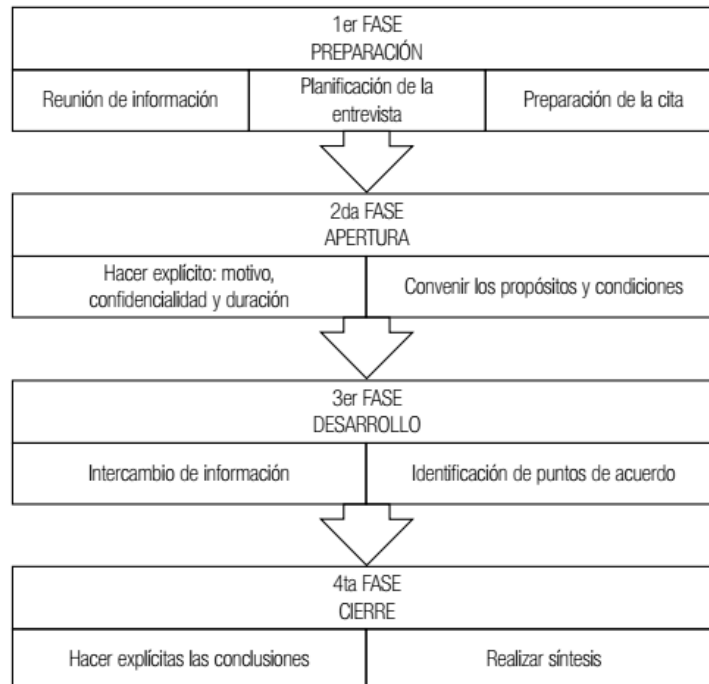 1er FASE
PREPARACIÓN
Reunión de información
Planificación de la
entrevista
Preparación de la cita
2da FASE
APERTURA
Hacer explícito: motivo,
confidencialidad y duración
Convenir los propósitos y condiciones
3er FASE
DESARROLLO
Intercambio de información
Identificación de puntos de acuerdo
4ta FASE
CIERRE
Hacer explícitas las conclusiones
Realizar síntesis